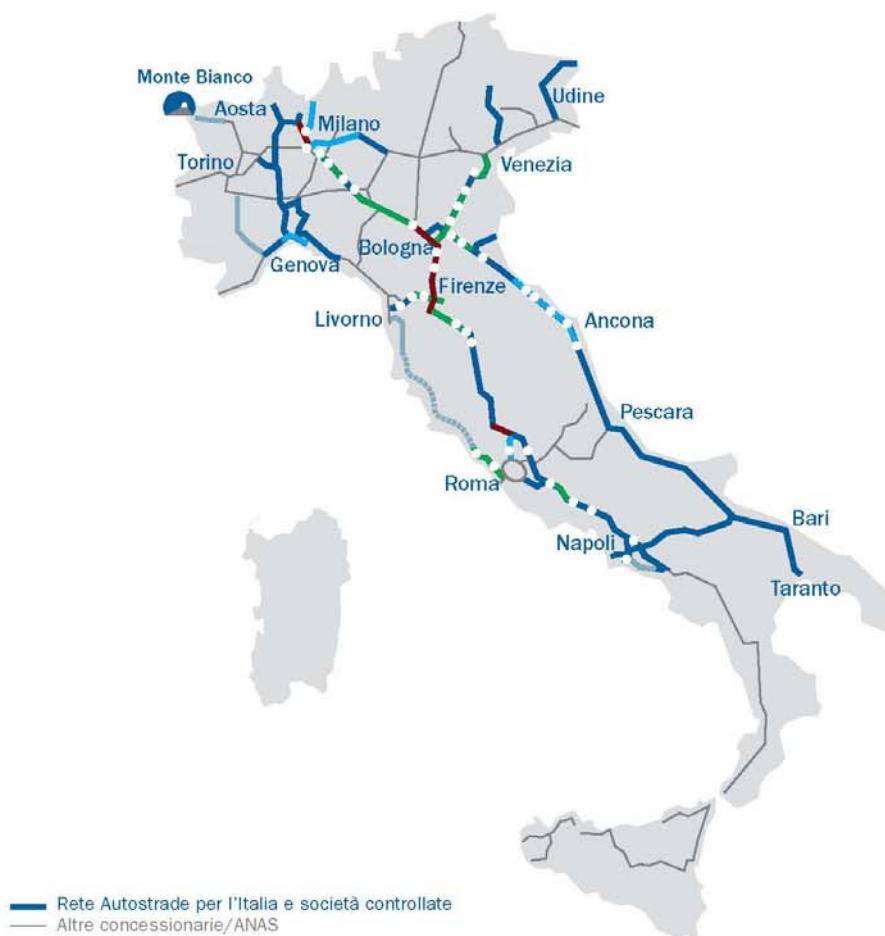 Monte Bianco
Aosta
Milano
Udine
Torino
Venezia
Bologna
Genova
Firenze
Livorno
Ancona
Pescara
Roma
Bari
Napoli
Taranto
Rete Autostrade per l'Italia e società controllate
Altre concessionarie/ANAS